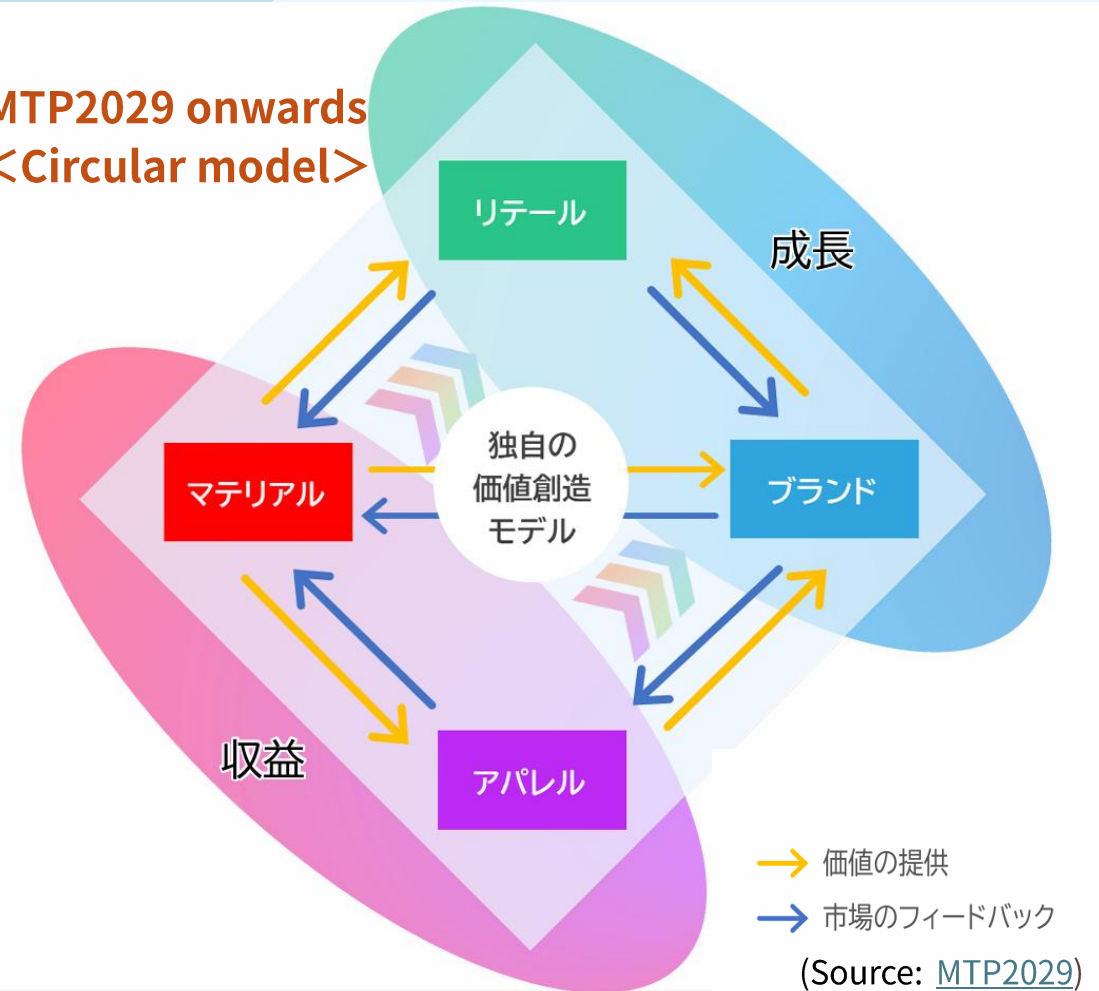 MTP2029 onwards
＜Circular model＞
リテール
成長
独自の
価値創造
モデル
マテリアル
ブランド
収益
アパレル
価値の提供
市場のフィードバック
(Source: MTP2029)